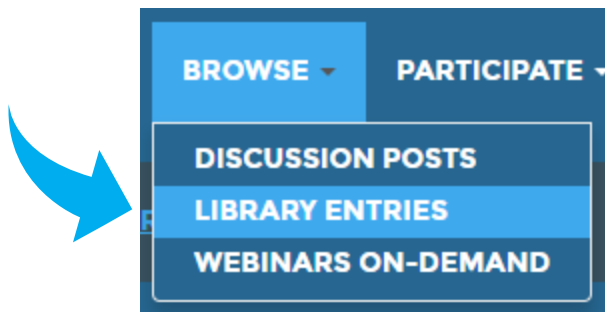 BROWSE PARTICIPATE
DISCUSSION POSTS
LIBRARY ENTRIES
WEBINARS ON-DEMAND